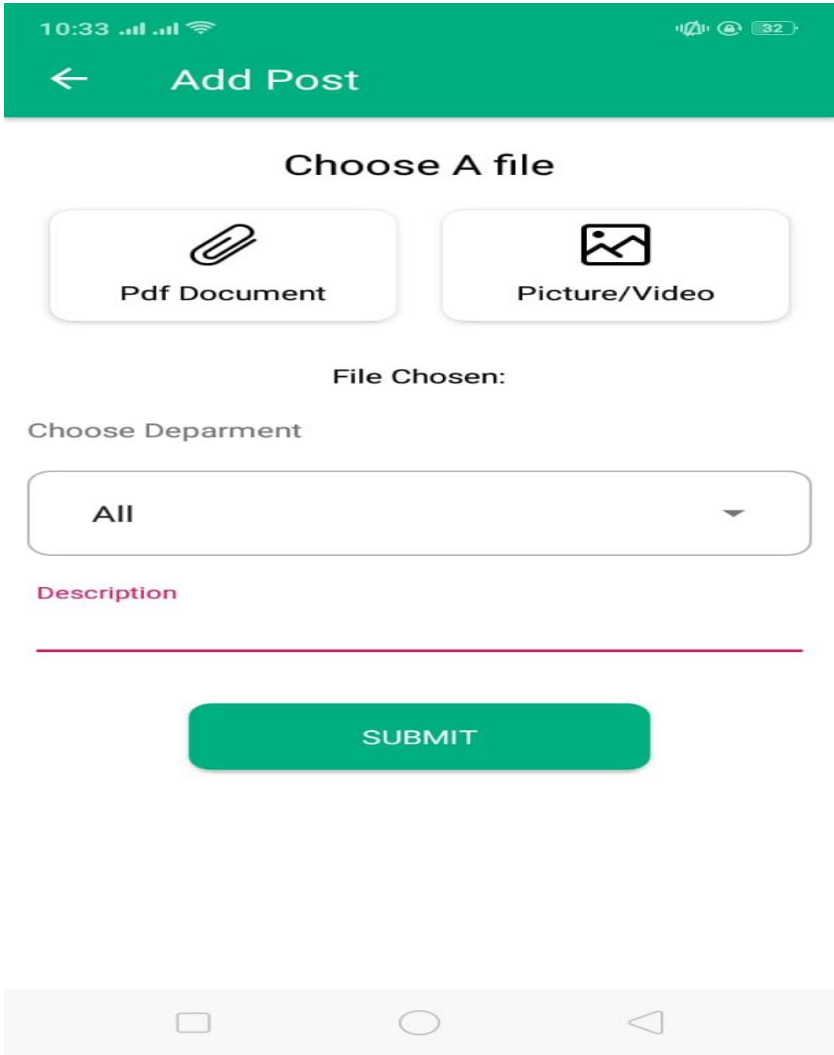 10:33 32
Add Post
Choose A file
Pdf Document Picture/Video
File Chosen:
Choose Deparment
All
Description
SUBMIT